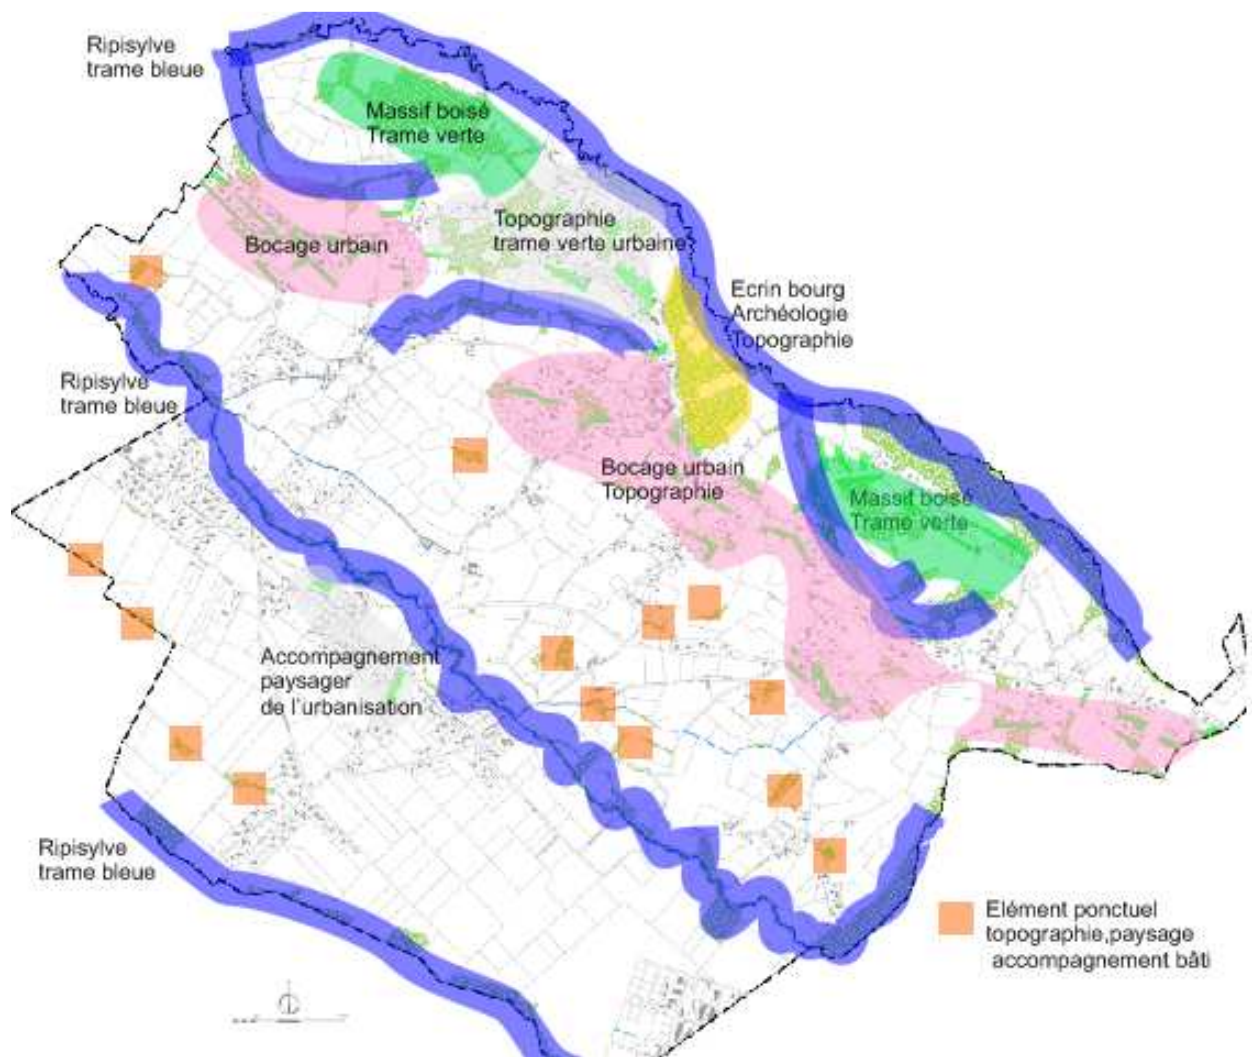 Ripisylve
trame bleue
Massif boisé
Trame verte
Topographie
trame verte urbaine
Bocage urbain
Ecrin bourg
Archéologie
Topographie
Ripisylve
trame bleue
Bocage urbain
Topographie
Massif boisé
Trame verte
Accompagnement
paysager
de l'urbanisation
Ripisylve
trame bleue
Elément ponctuel
topographie,paysage
accompagnement bâti